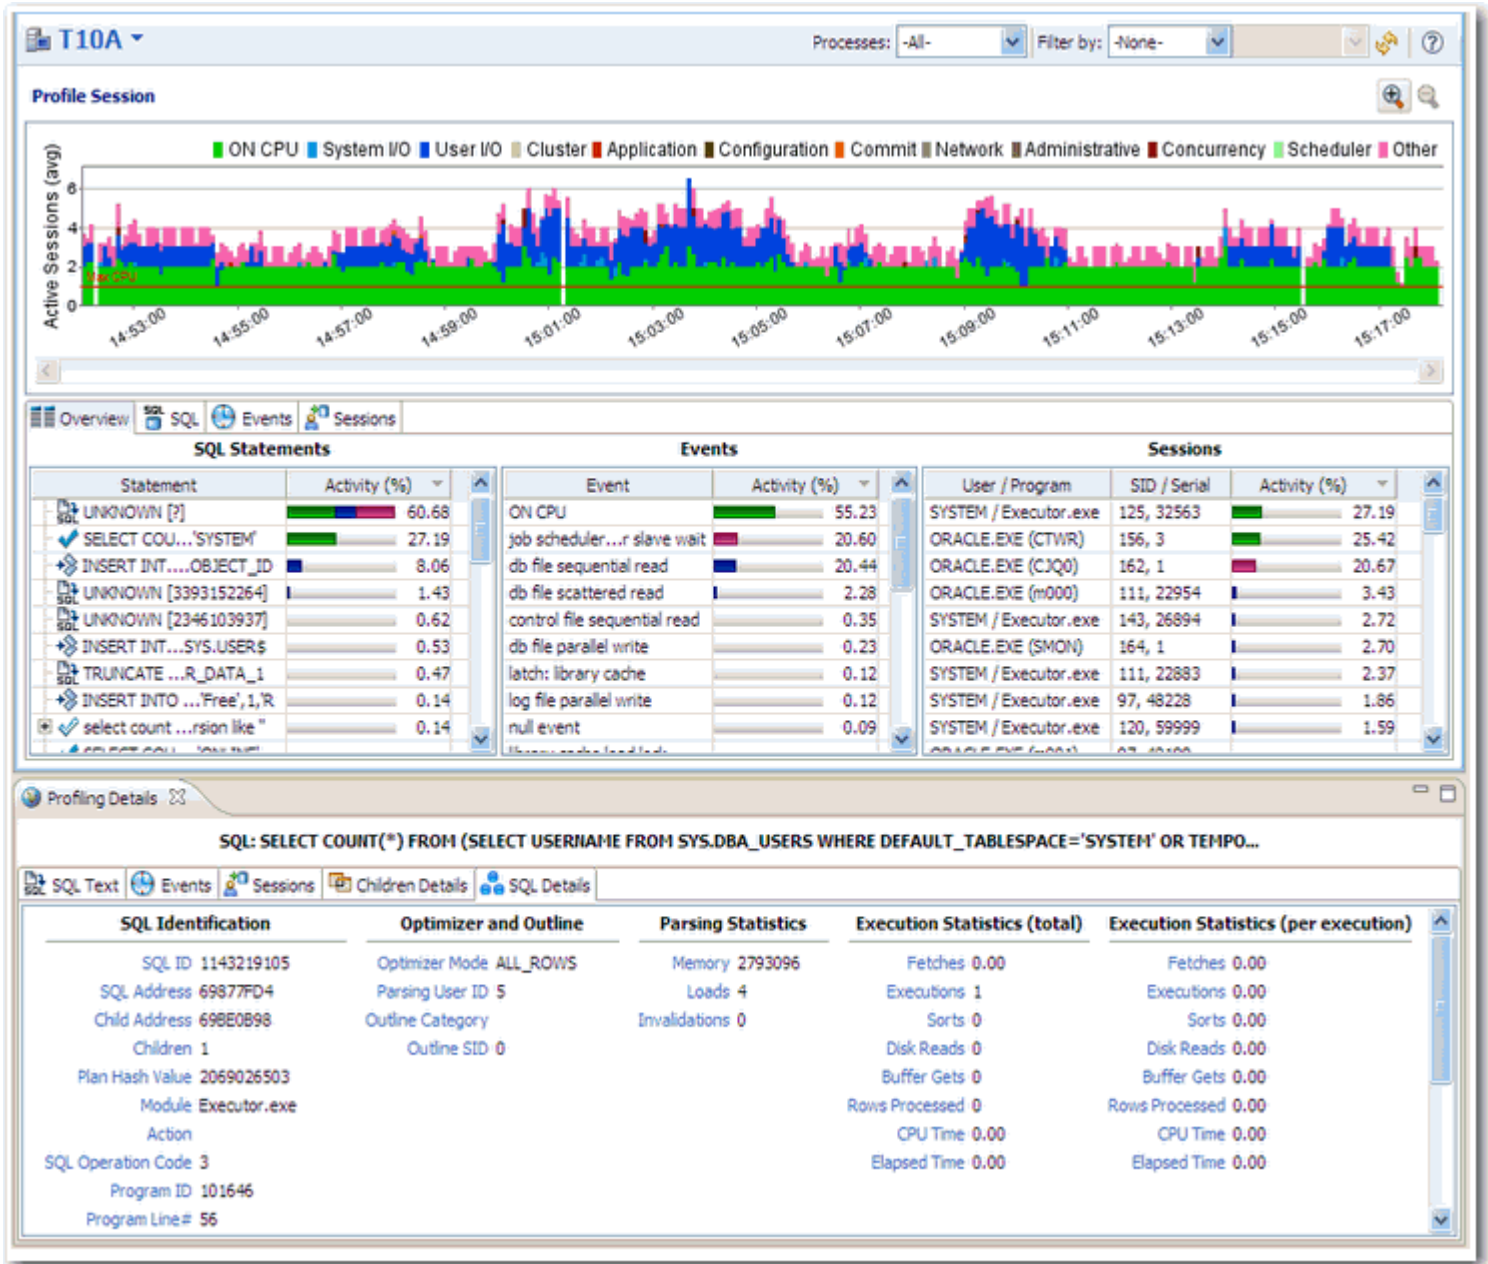 T10A
Processes: -All- Filter by: -None-
Profile Session
ON CPU System I/O User I/O Cluster Application Configuration Commit Network Administrative Concurrency Scheduler Other
Active Sessions (avg)
6
4
2
0
Max CPU
14:53:00 14:55:00 14:57:00 14:59:00 15:01:00 15:03:00 15:05:00 15:07:00 15:09:00 15:11:00 15:13:00 15:15:00 15:17:00
Overview SQL Events Sessions
SQL Statements
Statement Activity (%)
UNKNOWN [?] 60.68
SELECT COU...'SYSTEM' 27.19
INSERT INT....OBJECT_ID 8.06
UNKNOWN [3393152264] 1.43
UNKNOWN [2346103937] 0.62
INSERT INT...SYS.USER$ 0.53
TRUNCATE ...R_DATA_1 0.47
INSERT INTO ...'Free',1,'R 0.14
select count ...rsion like '' 0.14
Events
Event Activity (%)
ON CPU 55.23
job scheduler...r slave wait 20.60
db file sequential read 20.44
db file scattered read 2.28
control file sequential read 0.35
db file parallel write 0.23
latch: library cache 0.12
log file parallel write 0.12
null event 0.09
Sessions
User / Program SID / Serial Activity (%)
SYSTEM / Executor.exe 125, 32563 27.19
ORACLE.EXE (CTWR) 156, 3 25.42
ORACLE.EXE (CJQ0) 162, 1 20.67
ORACLE.EXE (m000) 111, 22954 3.43
SYSTEM / Executor.exe 143, 26894 2.72
ORACLE.EXE (SMON) 164, 1 2.70
SYSTEM / Executor.exe 111, 22883 2.37
SYSTEM / Executor.exe 97, 48228 1.86
SYSTEM / Executor.exe 120, 59999 1.59
Profiling Details
SQL: SELECT COUNT(*) FROM (SELECT USERNAME FROM SYS.DBA_USERS WHERE DEFAULT_TABLESPACE='SYSTEM' OR TEMPO...
SQL Text Events Sessions Children Details SQL Details
SQL Identification
SQL ID 1143219105
SQL Address 69877FD4
Child Address 69BE0B98
Children 1
Plan Hash Value 2069026503
Module Executor.exe
Action
SQL Operation Code 3
Program ID 101646
Program Line# 56
Optimizer and Outline
Optimizer Mode ALL_ROWS
Parsing User ID 5
Outline Category
Outline SID 0
Parsing Statistics
Memory 2793096
Loads 4
Invalidations 0
Execution Statistics (total)
Fetches 0.00
Executions 1
Sorts 0
Disk Reads 0
Buffer Gets 0
Rows Processed 0
CPU Time 0.00
Elapsed Time 0.00
Execution Statistics (per execution)
Fetches 0.00
Executions 0.00
Sorts 0.00
Disk Reads 0.00
Buffer Gets 0.00
Rows Processed 0.00
CPU Time 0.00
Elapsed Time 0.00